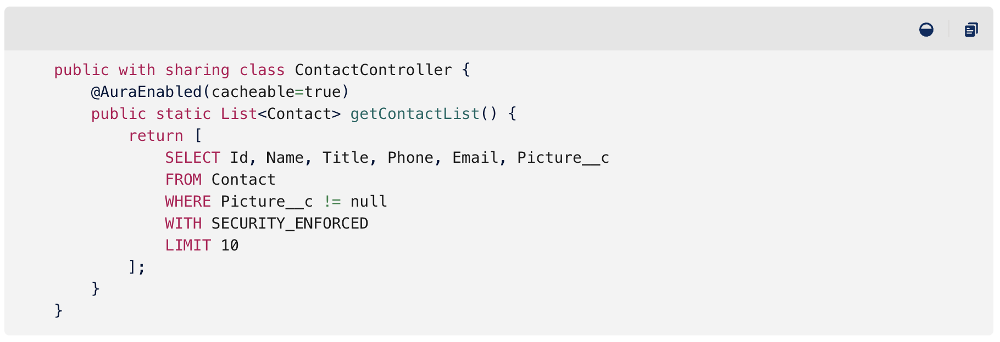 public with sharing class ContactController {
    @AuraEnabled(cacheable=true)
    public static List<Contact> getContactList() {
        return [
            SELECT Id, Name, Title, Phone, Email, Picture__c
            FROM Contact
            WHERE Picture__c != null
            WITH SECURITY_ENFORCED
            LIMIT 10
        ];
    }
}